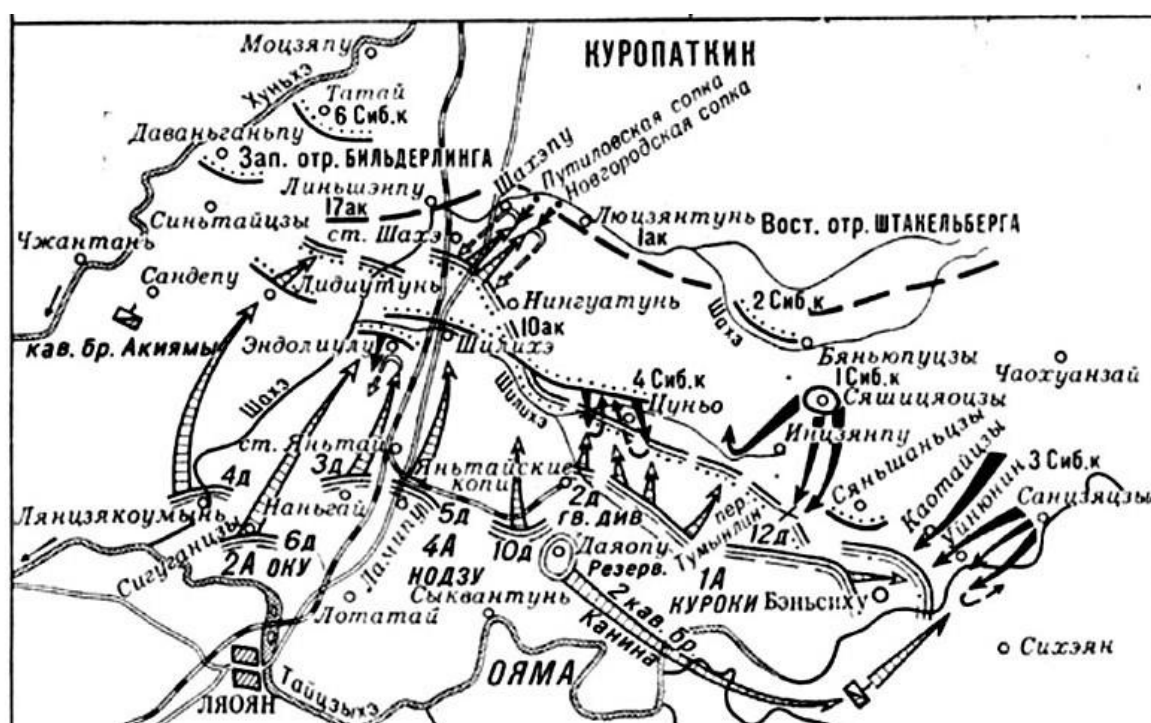 КУРОПАТКИН
Моцзяпу
Хуньхэ
Татай
6 Сиб.к
Даваньганьпу
Зап. отр. БИЛЬДЕРЛИНГА
Шахэпу
Путиловская сопка
Новгородская сопка
Линьшэнпу
17ак
Синьтайцзы
ст. Шахэ
Люцзянтунь
1ак
Вост. отр. ШТАКЕЛЬБЕРГА
Чжантань
Сандепу
Лидиутунь
Нингуатунь
10ак
Шахэ
2 Сиб.к
кав. бр. Акиямы
Эндолиулу
Шилихэ
Бяньюпуцзы
1 Сиб.к
Чаохуанзай
Сяшицяоцзы
Шахэ
Шилихэ
4 Сиб.к
Цуньо
Инизянпу
ст. Яньтай
Яньтайские
копи
Сяньшаньцзы
Каотайцзы
Уйнюнин
3 Сиб.к
Санизяцзы
4д
3д
Наньгай
Ламипу
5д
2д
гв. див
пер.
Тумынлин
12д
Лянизякоумынь
Сигуганизы
2А
6д
ОКУ
4А
НОДЗУ
10д
Даяопу
Резерв.
1А
КУРОКИ
Бэньсиху
Лотатай
Сыквантунь
2 кав. бр.
Канина
ОЯМА
Сихэян
ЛЯОЯН
Тайцзыхэ